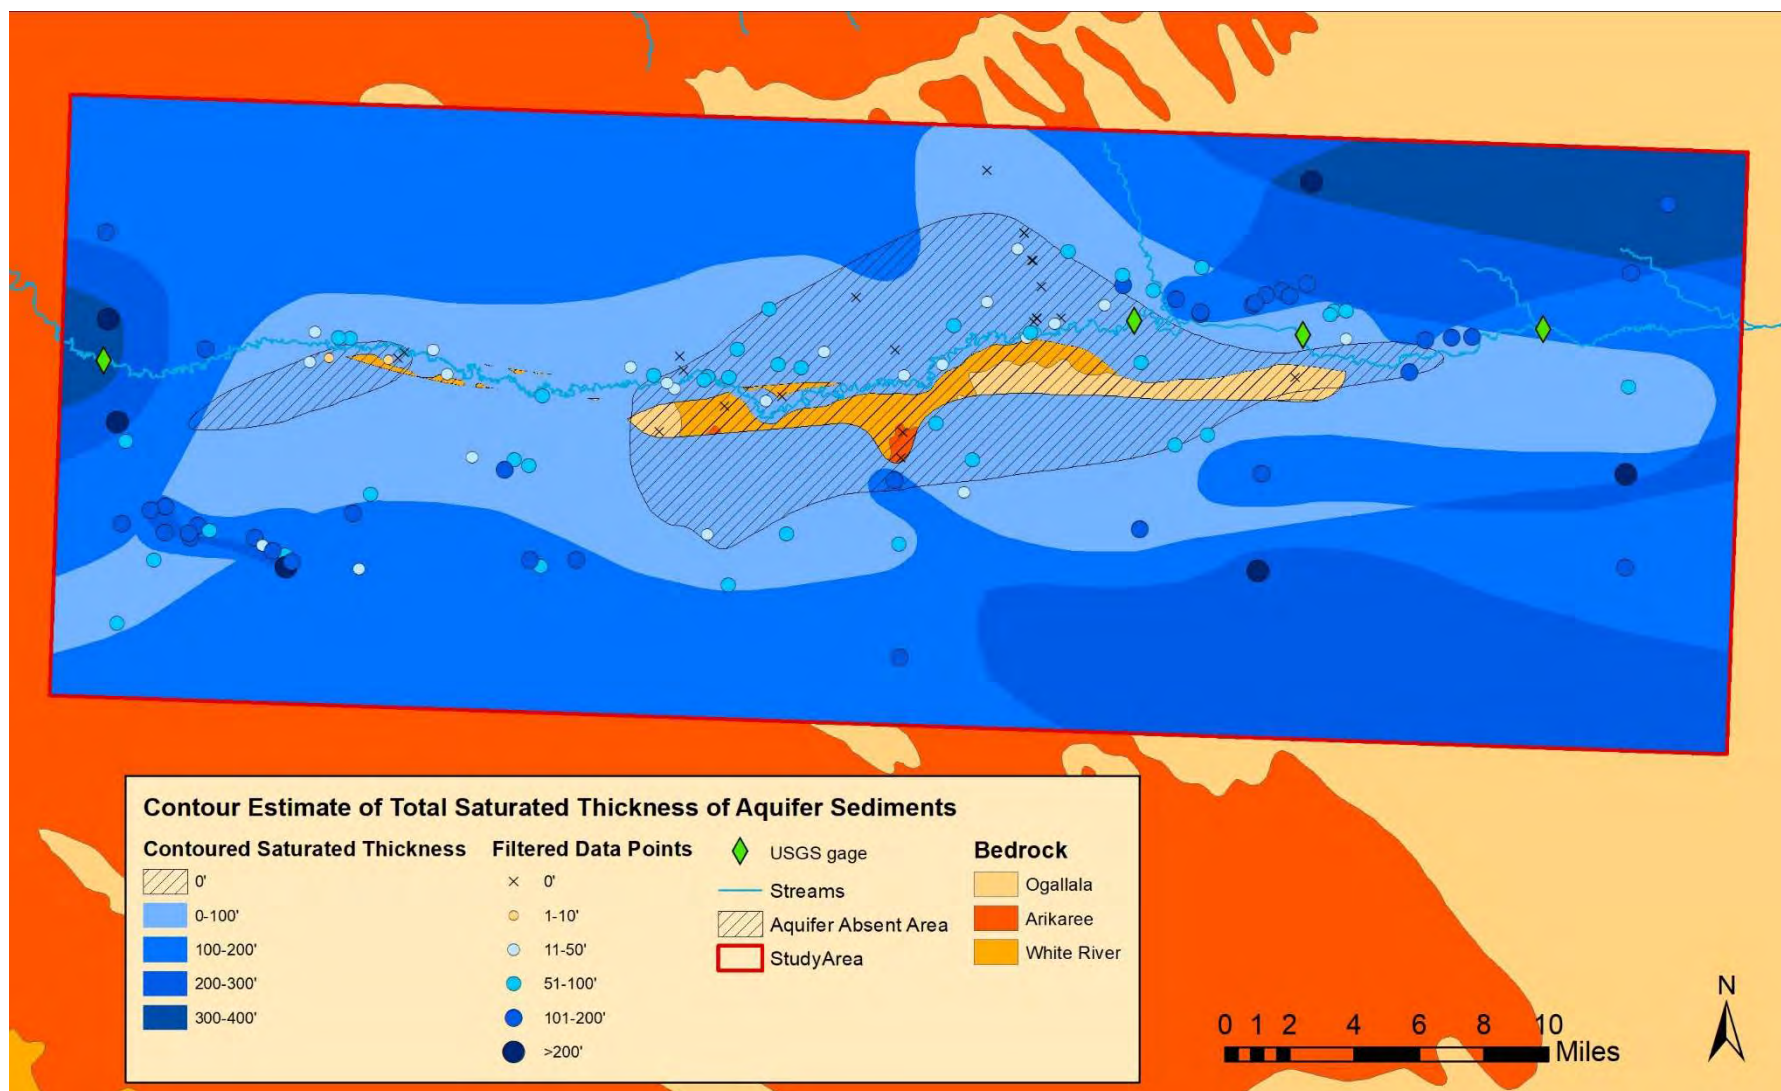 Contour Estimate of Total Saturated Thickness of Aquifer Sediments
Contoured Saturated Thickness
0'
0-100'
100-200'
200-300'
300-400'
Filtered Data Points
0'
1-10'
11-50'
51-100'
101-200'
>200'
USGS gage
Streams
Aquifer Absent Area
StudyArea
Bedrock
Ogallala
Arikaree
White River
0 1 2 4 6 8 10
Miles
N